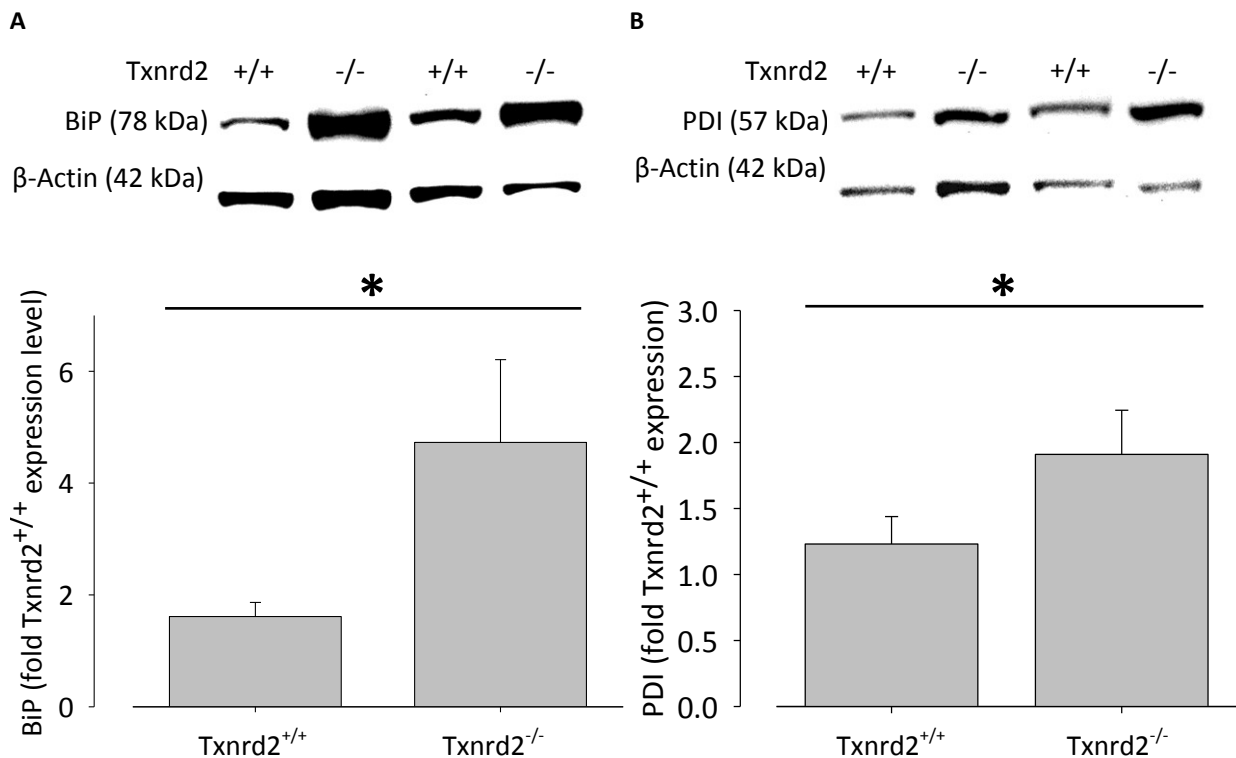 A
Txnrd2 +/+ -/- +/+ -/-
BiP (78 kDa)
β-Actin (42 kDa)
*
BiP (fold Txnrd2+/+ expression level)
6
4
2
0
Txnrd2+/+ Txnrd2-/-
B
Txnrd2 +/+ -/- +/+ -/-
PDI (57 kDa)
β-Actin (42 kDa)
*
PDI (fold Txnrd2+/+ expression)
3.0
2.5
2.0
1.5
1.0
0.5
0.0
Txnrd2+/+ Txnrd2-/-